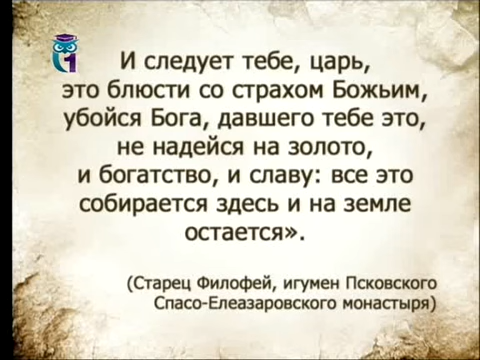 1
И следует тебе, царь,
это блюсти со страхом Божьим,
убойся Бога, давшего тебе это,
не надейся на золото,
и богатство, и славу: все это
собирается здесь и на земле
остается».
(Старец Филофей, игумен Псковского
Спасо-Елеазаровского монастыря)